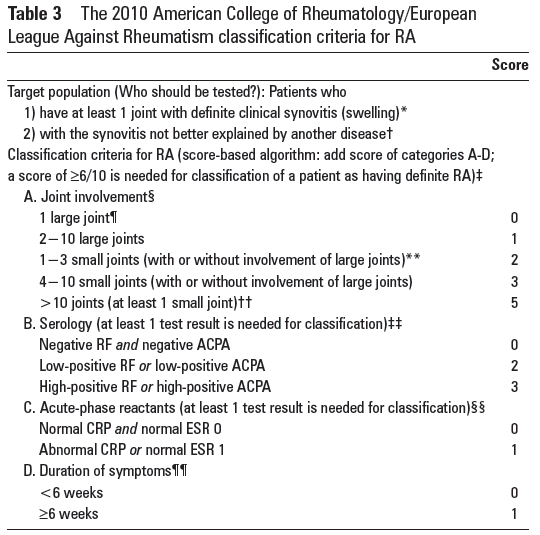 Table 3 The 2010 American College of Rheumatology/European
League Against Rheumatism classification criteria for RA
Score
Target population (Who should be tested?): Patients who
1) have at least 1 joint with definite clinical synovitis (swelling)*
2) with the synovitis not better explained by another disease†
Classification criteria for RA (score-based algorithm: add score of categories A-D;
a score of ≥6/10 is needed for classification of a patient as having definite RA)‡
A. Joint involvement§
1 large joint¶ 0
2–10 large joints 1
1–3 small joints (with or without involvement of large joints)** 2
4–10 small joints (with or without involvement of large joints) 3
>10 joints (at least 1 small joint)†† 5
B. Serology (at least 1 test result is needed for classification)‡‡
Negative RF and negative ACPA 0
Low-positive RF or low-positive ACPA 2
High-positive RF or high-positive ACPA 3
C. Acute-phase reactants (at least 1 test result is needed for classification)§§
Normal CRP and normal ESR 0 0
Abnormal CRP or normal ESR 1 1
D. Duration of symptoms¶¶
<6 weeks 0
≥6 weeks 1